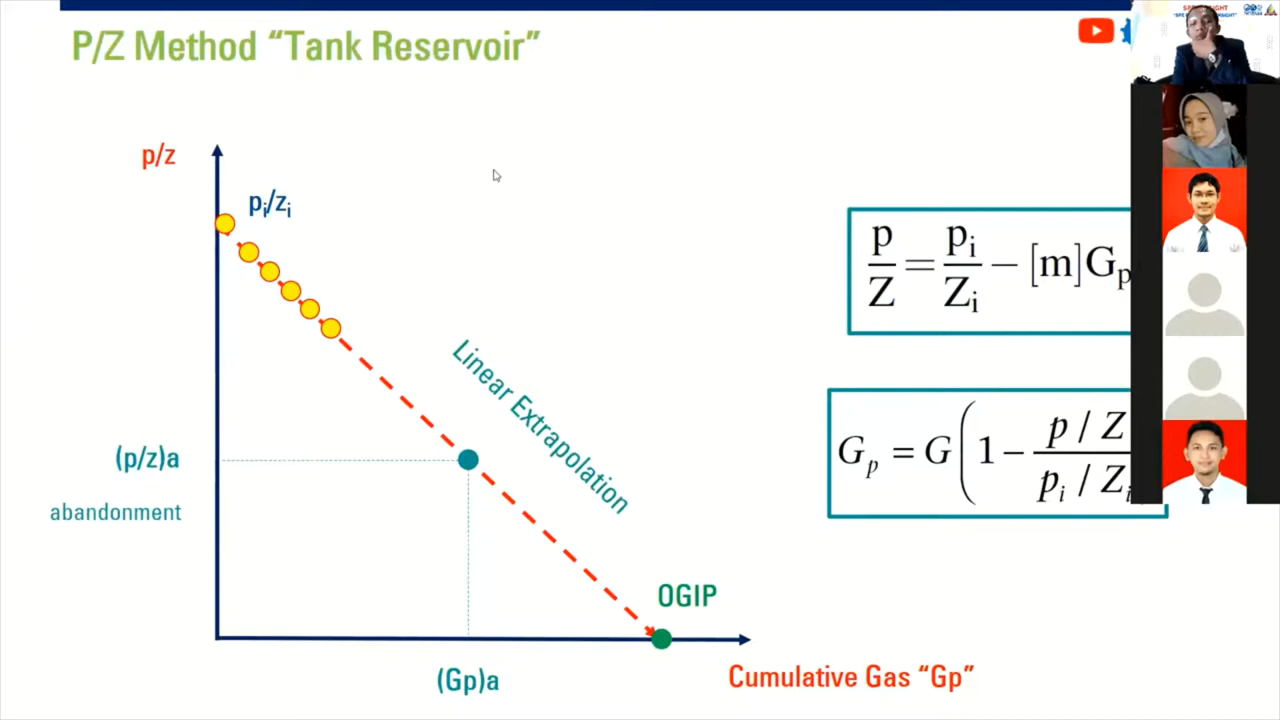 P/Z Method “Tank Reservoir”
p/z
pᵢ/zᵢ
Linear Extrapolation
(p/z)a
abandonment
OGIP
(Gp)a
Cumulative Gas “Gp”
p/Z = pᵢ/Zᵢ − [m]Gₚ
Gₚ = G(1 − (p / Z)/(pᵢ / Zᵢ